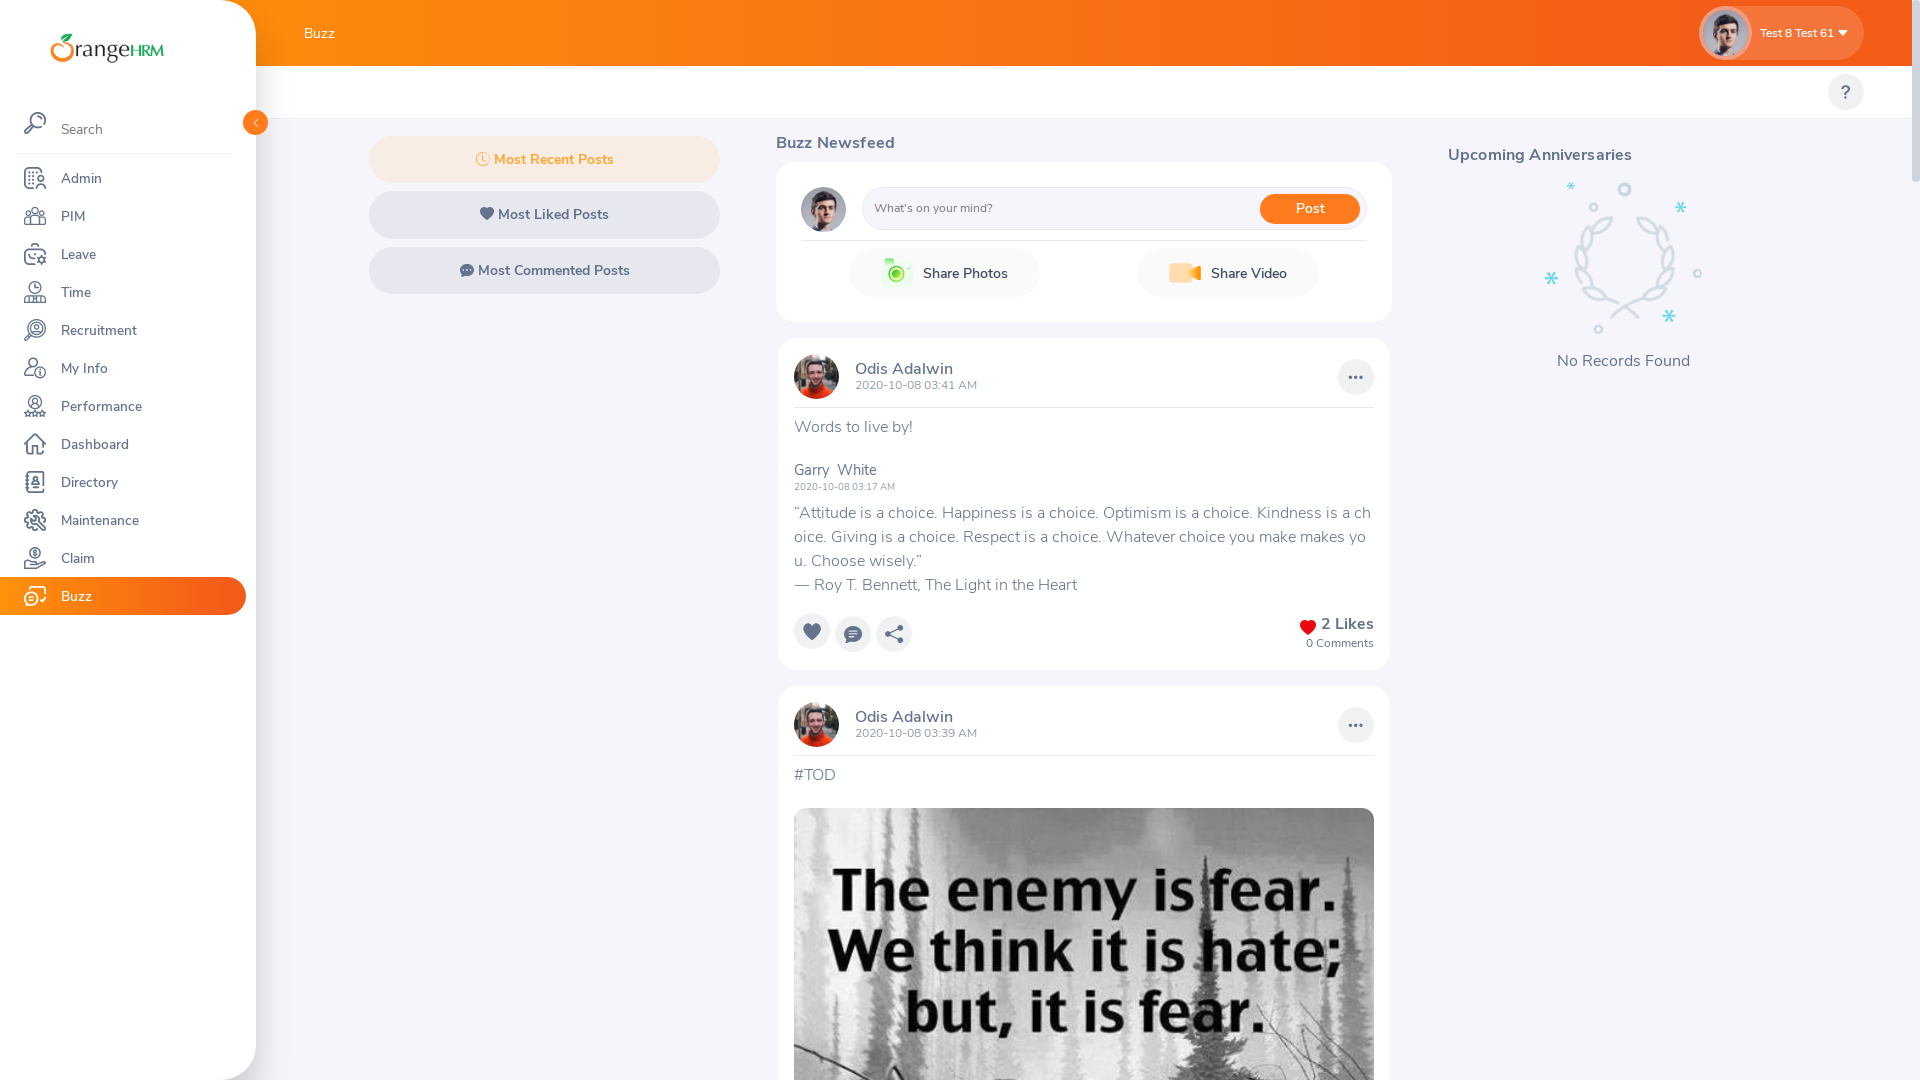 OrangeHRM
Buzz
Test 8 Test 61
?
Search
Admin
PIM
Leave
Time
Recruitment
My Info
Performance
Dashboard
Directory
Maintenance
Claim
Buzz
Most Recent Posts
Most Liked Posts
Most Commented Posts
Buzz Newsfeed
What's on your mind?
Post
Share Photos
Share Video
Odis Adalwin
2020-10-08 03:41 AM
Words to live by!
Garry  White
2020-10-08 03:17 AM
“Attitude is a choice. Happiness is a choice. Optimism is a choice. Kindness is a ch
oice. Giving is a choice. Respect is a choice. Whatever choice you make makes yo
u. Choose wisely.”
― Roy T. Bennett, The Light in the Heart
2 Likes
0 Comments
Odis Adalwin
2020-10-08 03:39 AM
#TOD
The enemy is fear.
We think it is hate;
but, it is fear.
Upcoming Anniversaries
No Records Found